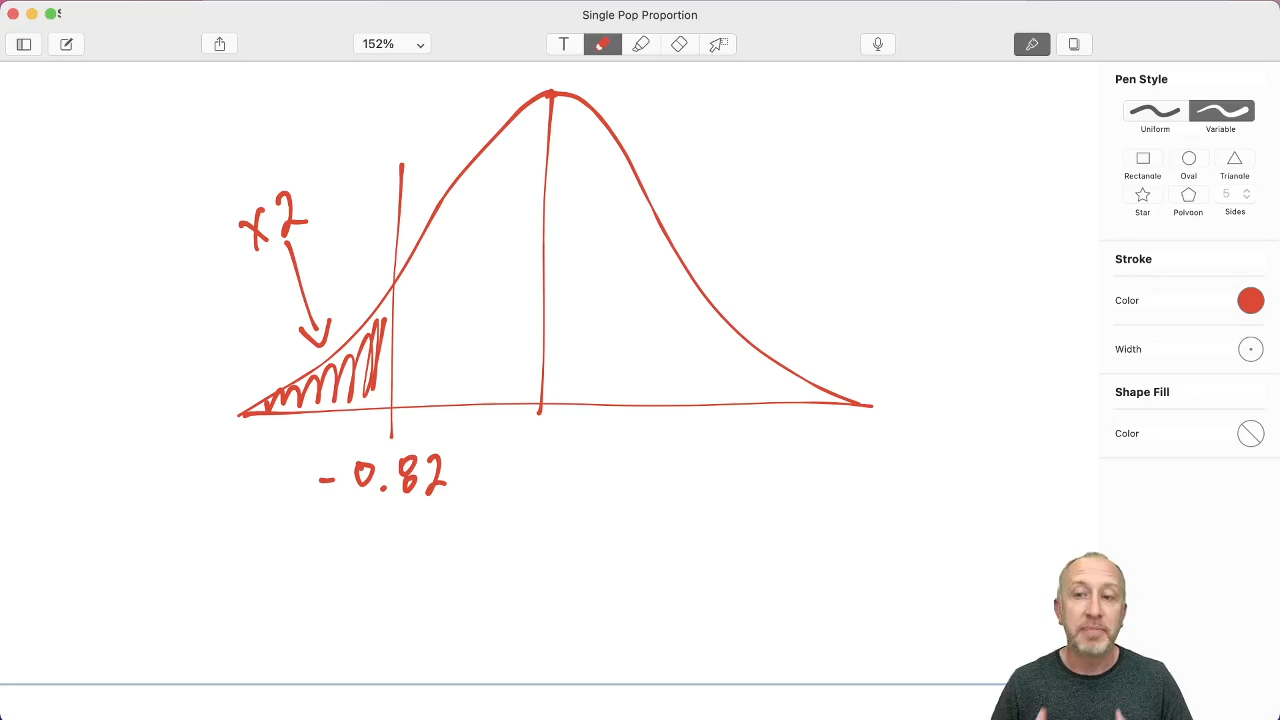 Single Pop Proportion
152%
T
Pen Style
Uniform
Variable
Rectangle
Oval
Triangle
5
Star
Polygon
Sides
Stroke
Color
Width
Shape Fill
Color
x2
-0.82